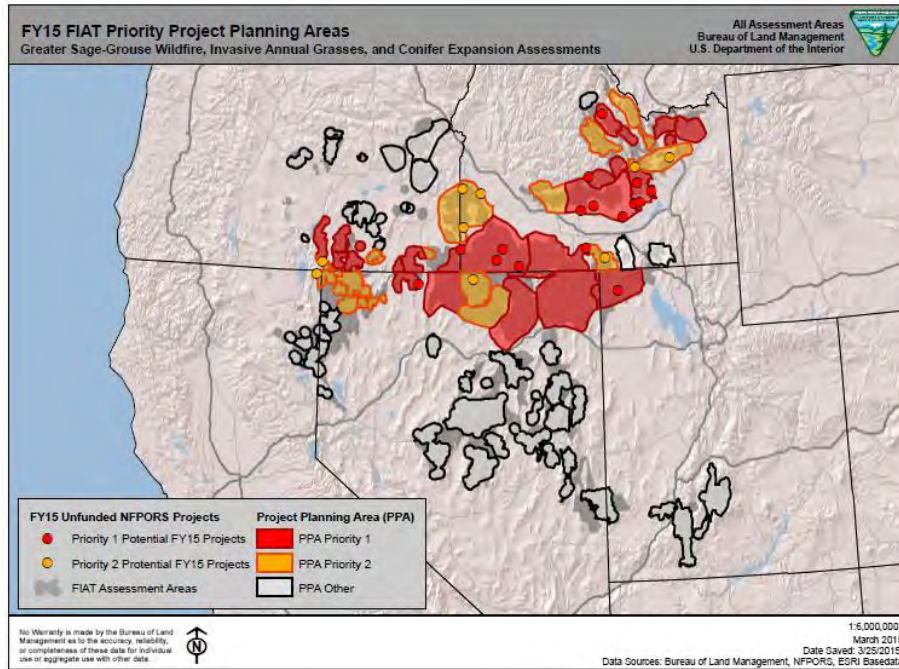 FY15 FIAT Priority Project Planning Areas
Greater Sage-Grouse Wildfire, Invasive Annual Grasses, and Conifer Expansion Assessments
All Assessment Areas
Bureau of Land Management
U.S. Department of the Interior
FY15 Unfunded NFPORS Projects
Priority 1 Potential FY15 Projects
Priority 2 Potential FY15 Projects
FIAT Assessment Areas
Project Planning Area (PPA)
PPA Priority 1
PPA Priority 2
PPA Other
No Warranty is made by the Bureau of Land
Management as to the accuracy, reliability,
or completeness of these data for individual
use or aggregate use with other data.
N
1:6,000,000
March 2015
Date Saved: 3/25/2015
Data Sources: Bureau of Land Management, NFPORS, ESRI Basedat